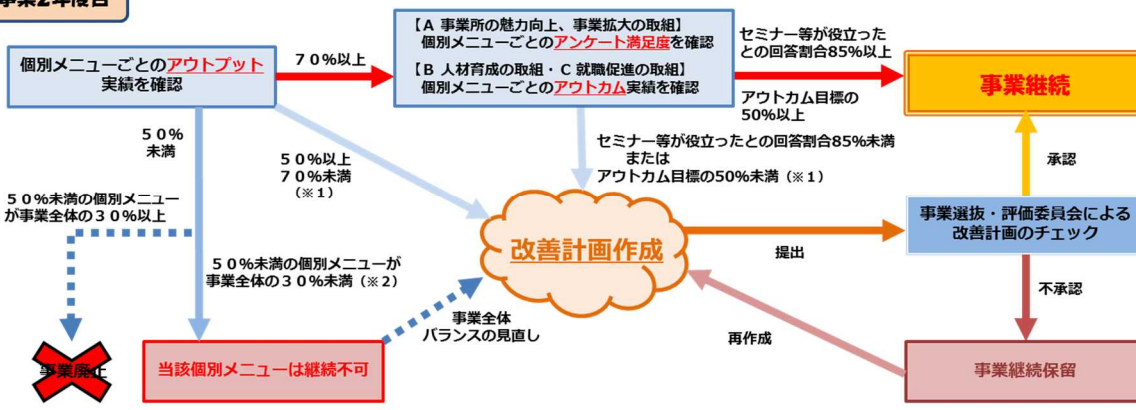 事業2年度目
個別メニューごとのアウトプット
実績を確認
70%以上
【A 事業所の魅力向上、事業拡大の取組】
個別メニューごとのアンケート満足度を確認
【B 人材育成の取組・C 就職促進の取組】
個別メニューごとのアウトカム実績を確認
セミナー等が役立った
との回答割合85%以上
アウトカム目標の
50%以上
事業継続
50%
未満
50%以上
70%未満
(※1)
セミナー等が役立ったとの回答割合85%未満
または
アウトカム目標の50%未満(※1)
承認
50%未満の個別メニュー
が事業全体の30%以上
50%未満の個別メニューが
事業全体の30%未満(※2)
改善計画作成
提出
事業選抜・評価委員会による
改善計画のチェック
不承認
事業全体
バランスの見直し
再作成
事業廃止
当該個別メニューは継続不可
事業継続保留